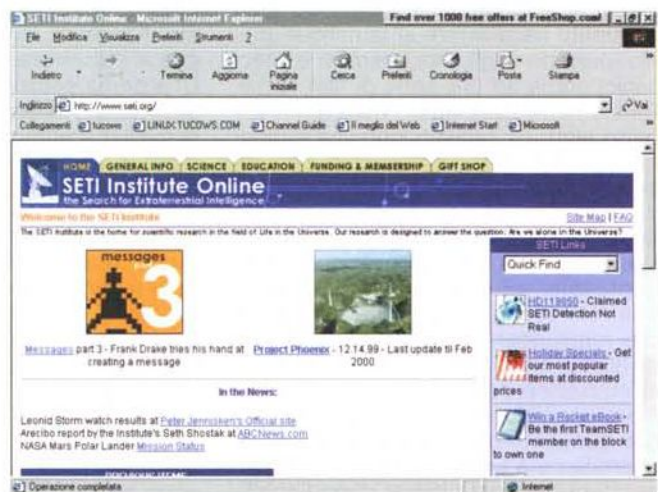 SETI Institute Online - Microsoft Internet Explorer
Find over 1000 free offers at FreeShop.com!
File Modifica Visualizza Preferiti Strumenti ?
Indietro Termina Aggiorna Pagina iniziale Cerca Preferiti Cronologia Posta Stampa
Indirizzo http://www.seti.org/ Vai
Collegamenti tucows LINUX.TUCOWS.COM Channel Guide Il meglio del Web Internet Start Microsoft
HOME GENERAL INFO SCIENCE EDUCATION FUNDING & MEMBERSHIP GIFT SHOP
SETI Institute Online
the Search for Extraterrestrial Intelligence
Welcome to the SETI Institute
Site Map | FAQ
The SETI Institute is the home for scientific research in the field of Life in the Universe. Our research is designed to answer the question: Are we alone in the Universe?
messages
3
Messages part 3 - Frank Drake tries his hand at
creating a message
Project Phoenix - 12.14.99 - Last update til Feb
2000
In the News:
Leonid Storm watch results at Peter Jennisken's Official site
Arecibo report by the Institute's Seth Shostak at ABCNews.com
NASA Mars Polar Lander Mission Status
PREVIOUS ITEMS
SETI Links
Quick Find
HD119850 - Claimed
SETI Detection Not
Real
Holiday Specials - Get
our most popular
items at discounted
prices
Win a Rocket eBook -
Be the first TeamSETI
member on the block
to own one
Operazione completata
Internet